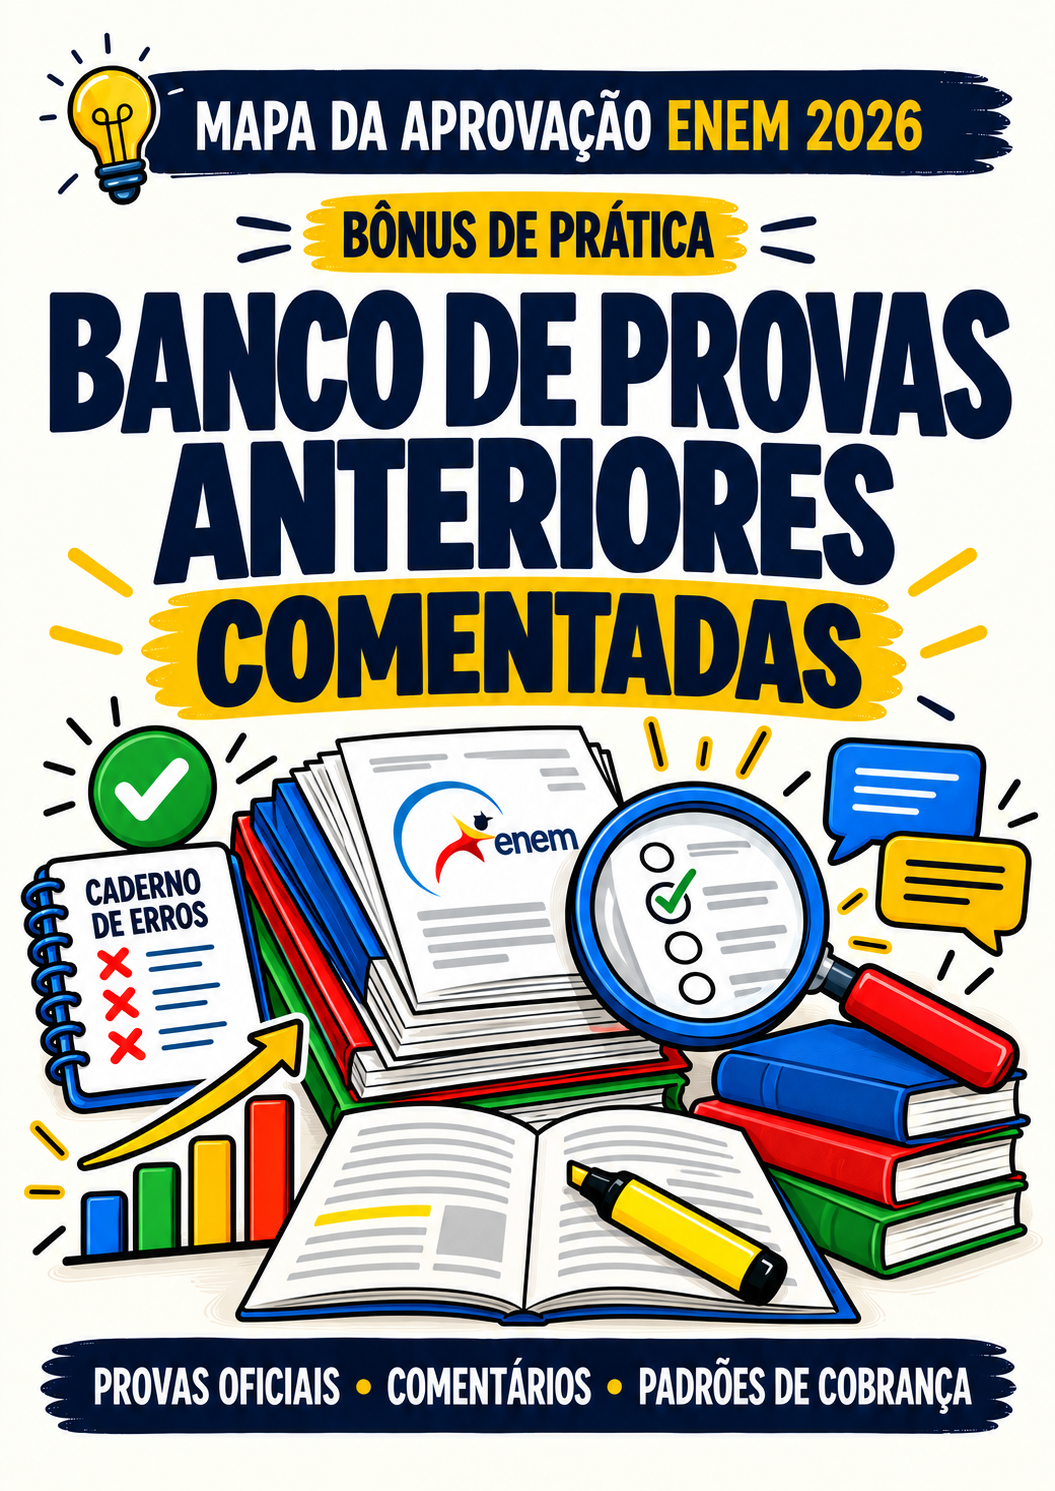 MAPA DA APROVAÇÃO ENEM 2026
BÔNUS DE PRÁTICA
BANCO DE PROVAS
ANTERIORES
COMENTADAS
enem
CADERNO
DE ERROS
PROVAS OFICIAIS • COMENTÁRIOS • PADRÕES DE COBRANÇA